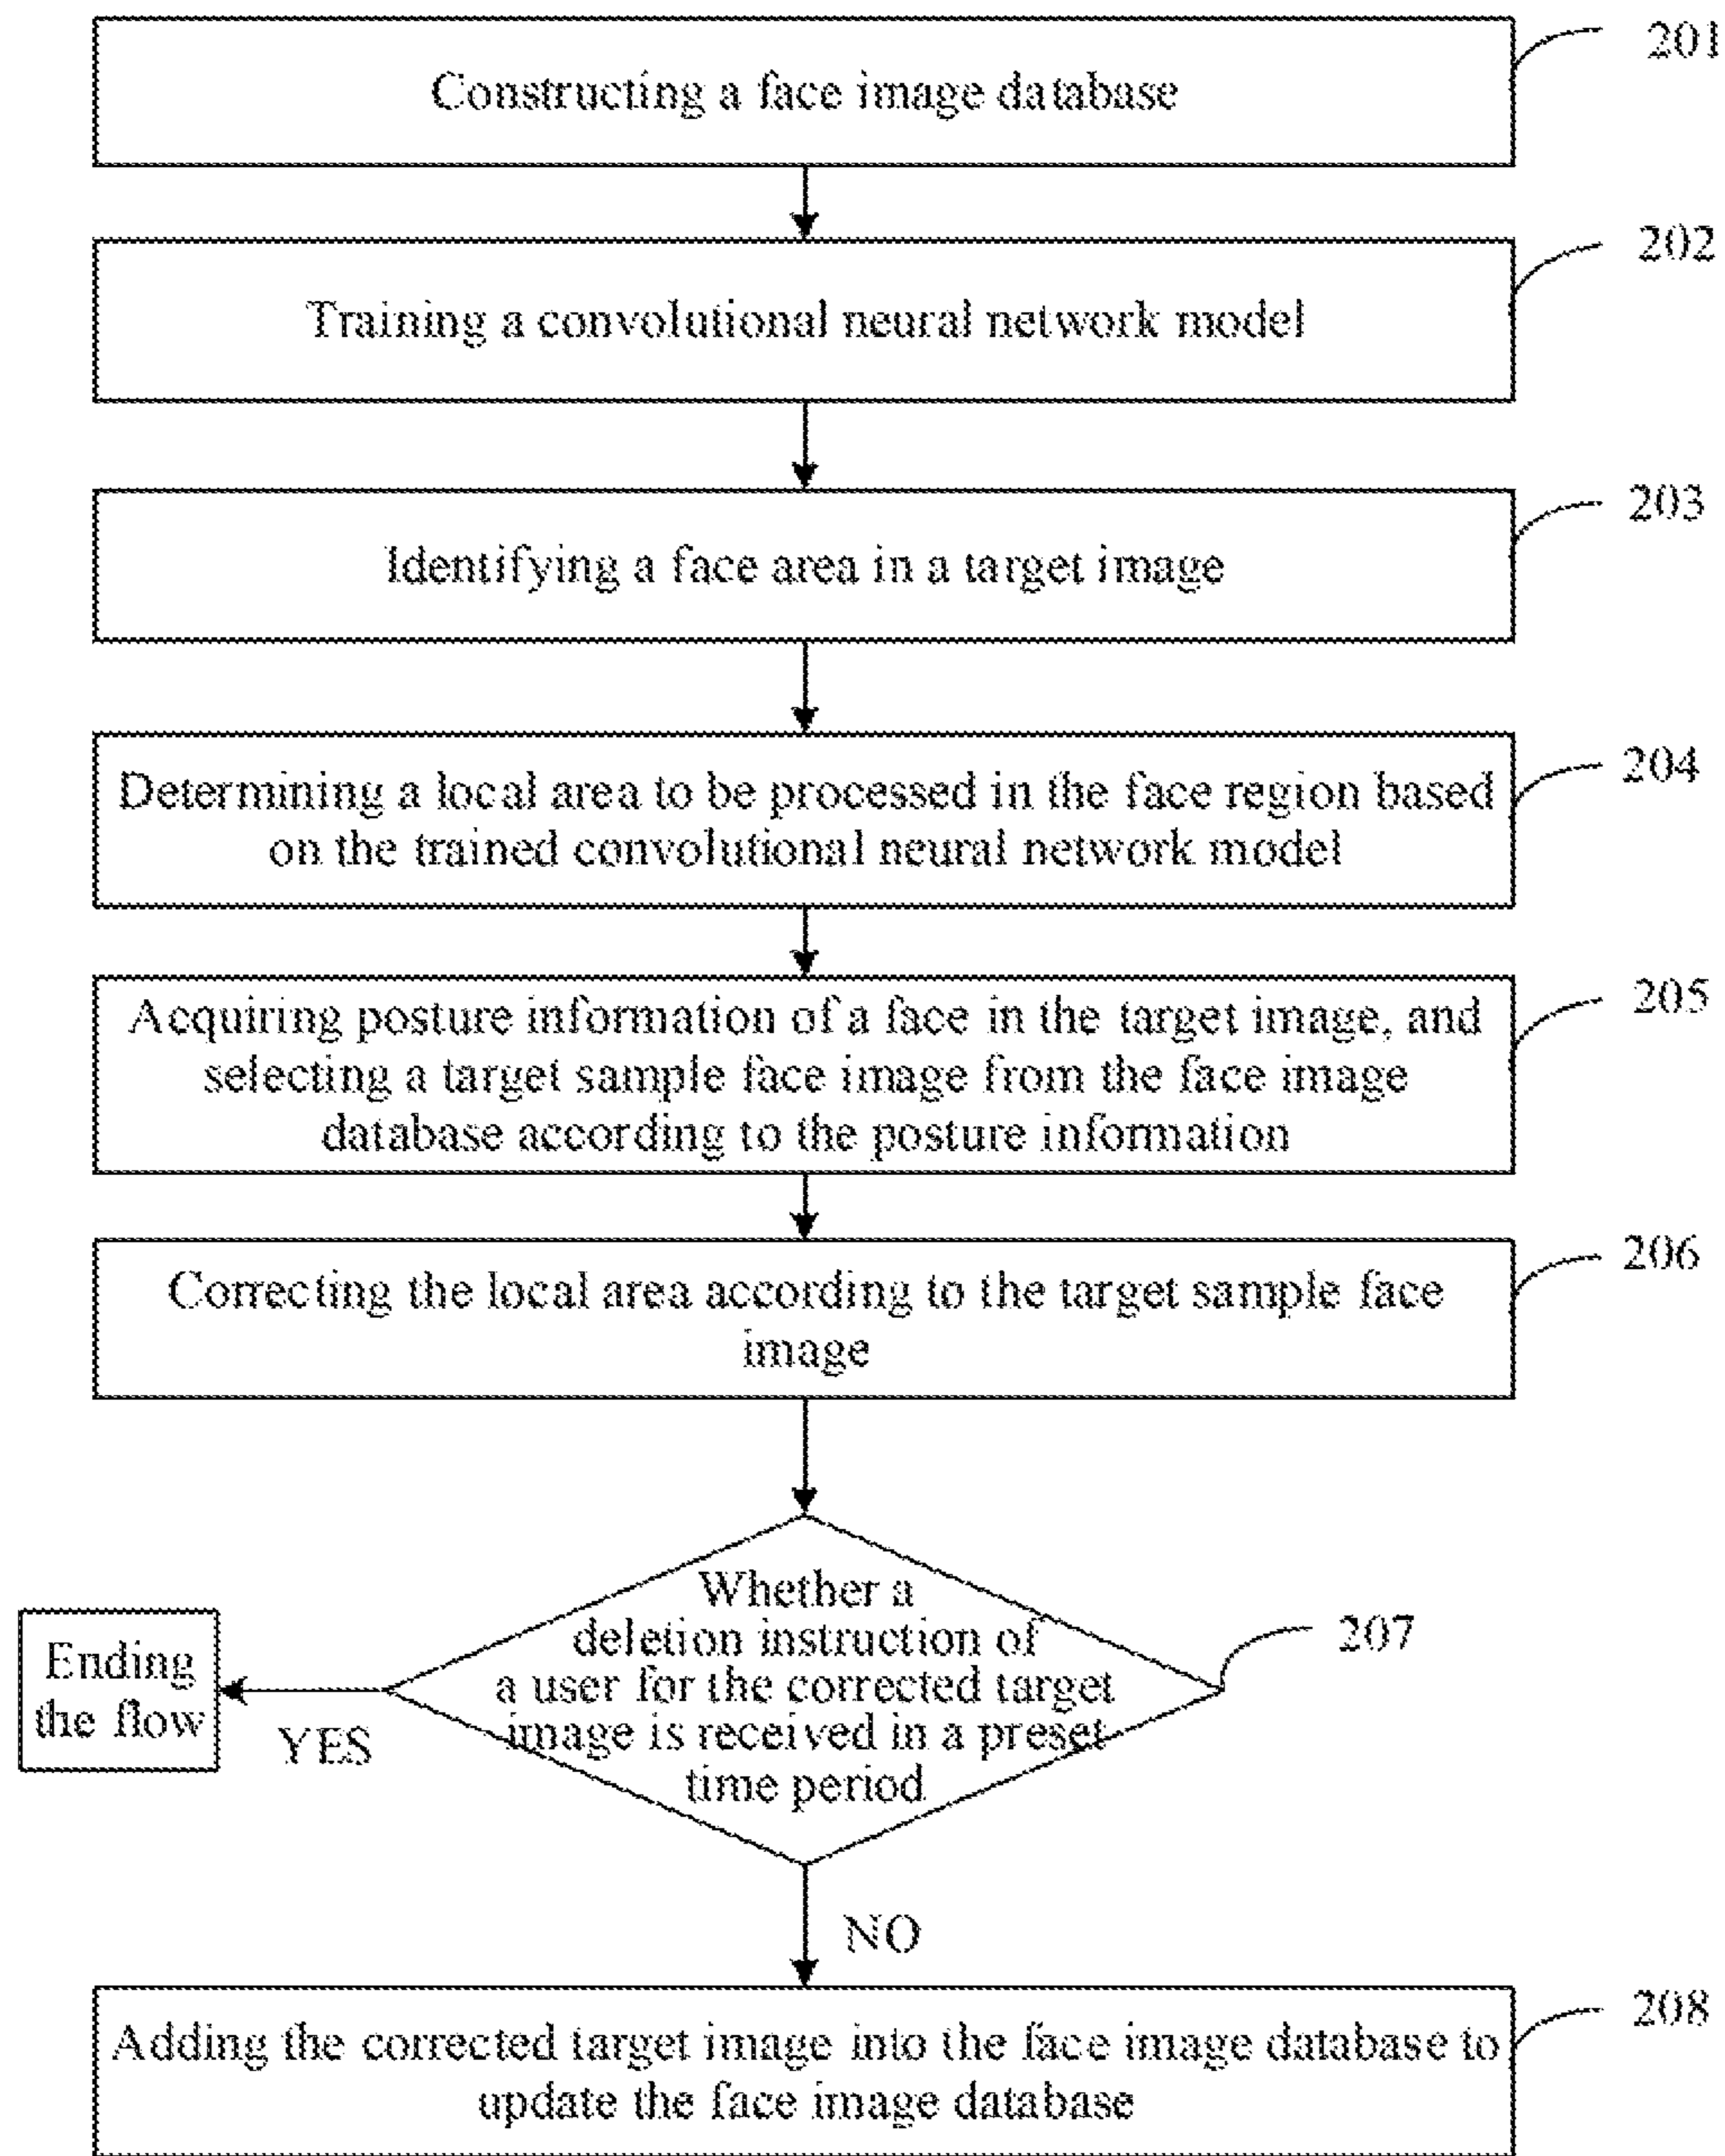 201
Constructing a face image database
202
Training a convolutional neural network model
203
Identifying a face area in a target image
204
Determining a local area to be processed in the face region based
on the trained convolutional neural network model
205
Acquiring posture information of a face in the target image, and
selecting a target sample face image from the face image
database according to the posture information
206
Correcting the local area according to the target sample face
image
Whether a
deletion instruction of
a user for the corrected target
image is received in a preset
time period
207
Ending
the flow
YES
NO
208
Adding the corrected target image into the face image database to
update the face image database